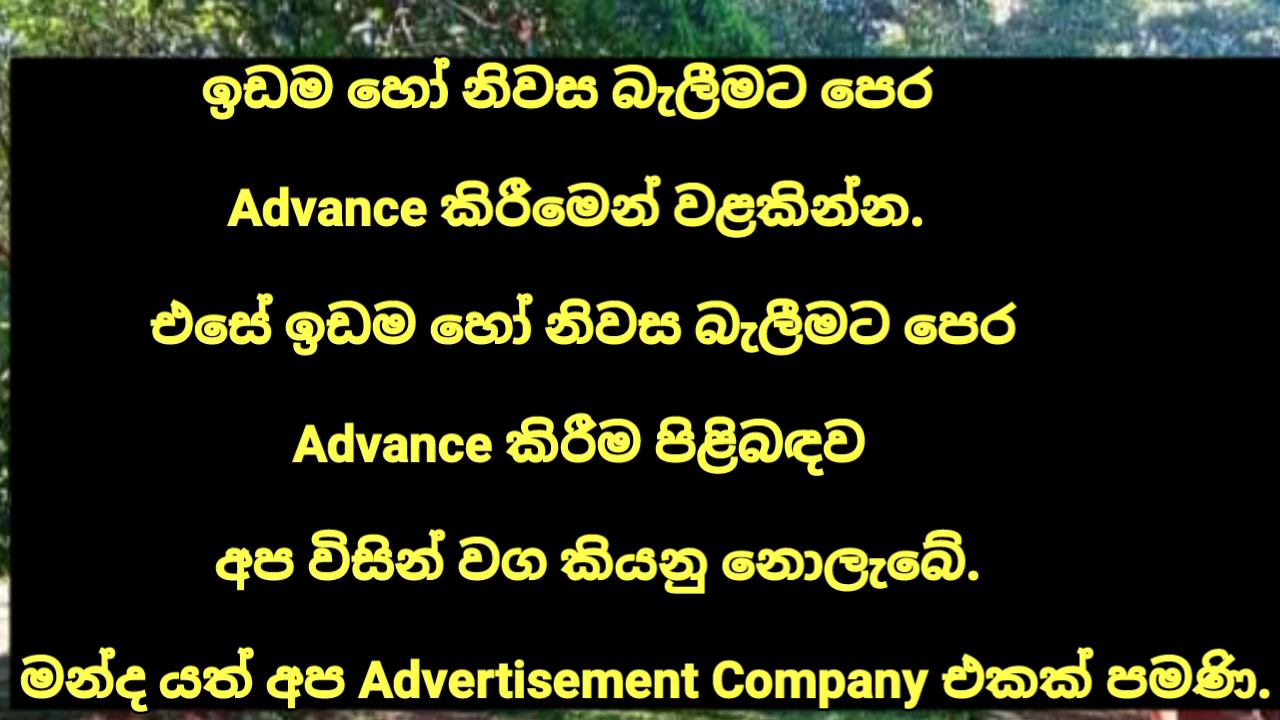 ඉඩම හෝ නිවස බැලීමට පෙර
Advance කිරීමෙන් වළකින්න.
එසේ ඉඩම හෝ නිවස බැලීමට පෙර
Advance කිරීම පිළිබඳව
අප විසින් වග කියනු නොලැබේ.
මන්ද යත් අප Advertisement Company එකක් පමණි.